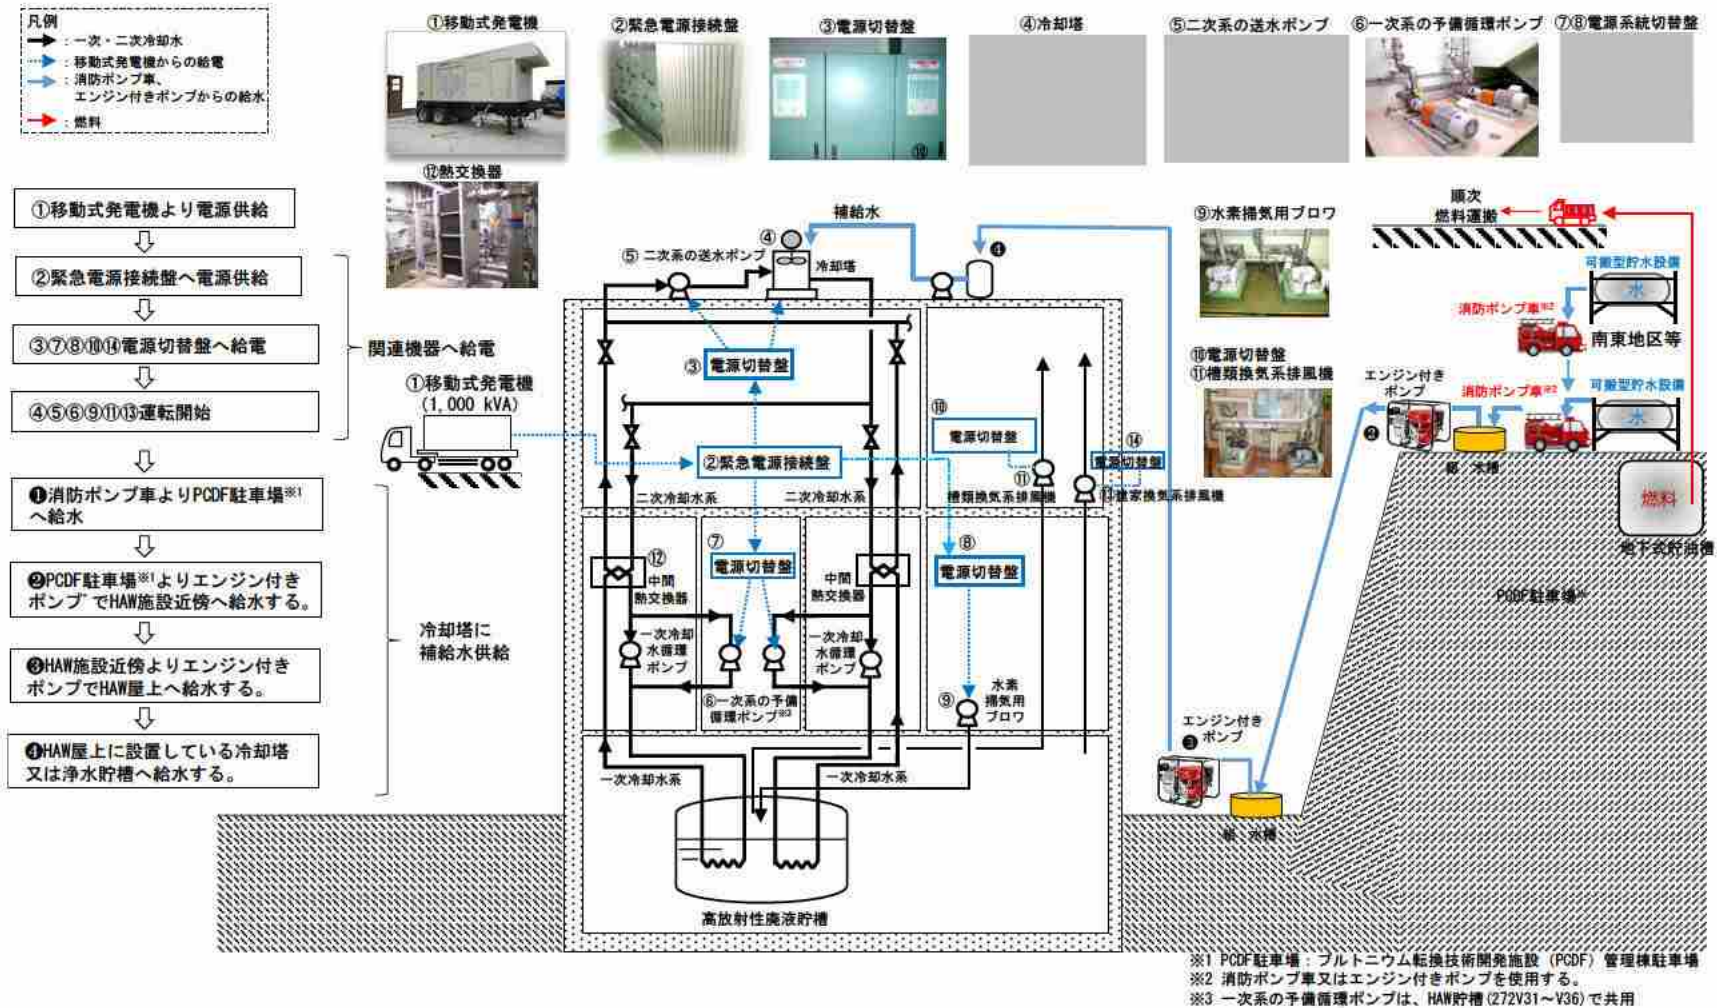 凡例
：一次・二次冷却水
：移動式発電機からの給電
：消防ポンプ車、
エンジン付きポンプからの給水
：燃料
①移動式発電機
②緊急電源接続盤
③電源切替盤
④冷却塔
⑤二次系の送水ポンプ
⑥一次系の予備循環ポンプ
⑦⑧電源系統切替盤
⑩
⑫熱交換器
①移動式発電機より電源供給
②緊急電源接続盤へ電源供給
③⑦⑧⑩⑭電源切替盤へ給電
④⑤⑥⑨⑪⑬運転開始
関連機器へ給電
❶消防ポンプ車よりPCDF駐車場※1
へ給水
❷PCDF駐車場※1よりエンジン付き
ポンプでHAW施設近傍へ給水する。
❸HAW施設近傍よりエンジン付き
ポンプでHAW屋上へ給水する。
❹HAW屋上に設置している冷却塔
又は浄水貯槽へ給水する。
冷却塔に
補給水供給
①移動式発電機
(1,000 kVA)
補給水
④
⑤ 二次系の送水ポンプ
冷却塔
❹
③
電源切替盤
②緊急電源接続盤
二次冷却水系
二次冷却水系
⑩
電源切替盤
⑭
電源切替盤
⑪
槽類換気系排風機
⑬建家換気系排風機
⑫
中間
熱交換器
⑦
電源切替盤
中間
熱交換器
⑧
電源切替盤
一次冷却
水循環
ポンプ
一次冷却
水循環
ポンプ
⑥一次系の予備
循環ポンプ※3
⑨
水素
掃気用
ブロワ
一次冷却水系
一次冷却水系
高放射性廃液貯槽
⑨水素掃気用ブロワ
⑩電源切替盤
⑪槽類換気系排風機
順次
燃料運搬
可搬型貯水設備
水
消防ポンプ車※2
南東地区等
エンジン付き
ポンプ
❷
消防ポンプ車※2
可搬型貯水設備
水
給 水槽
燃料
地下式貯油槽
PCDF駐車場※
エンジン付き
❸ ポンプ
給 水槽
※1 PCDF駐車場：プルトニウム転換技術開発施設（PCDF）管理棟駐車場
※2 消防ポンプ車又はエンジン付きポンプを使用する。
※3 一次系の予備循環ポンプは、HAW貯槽(272V31～V36)で共用